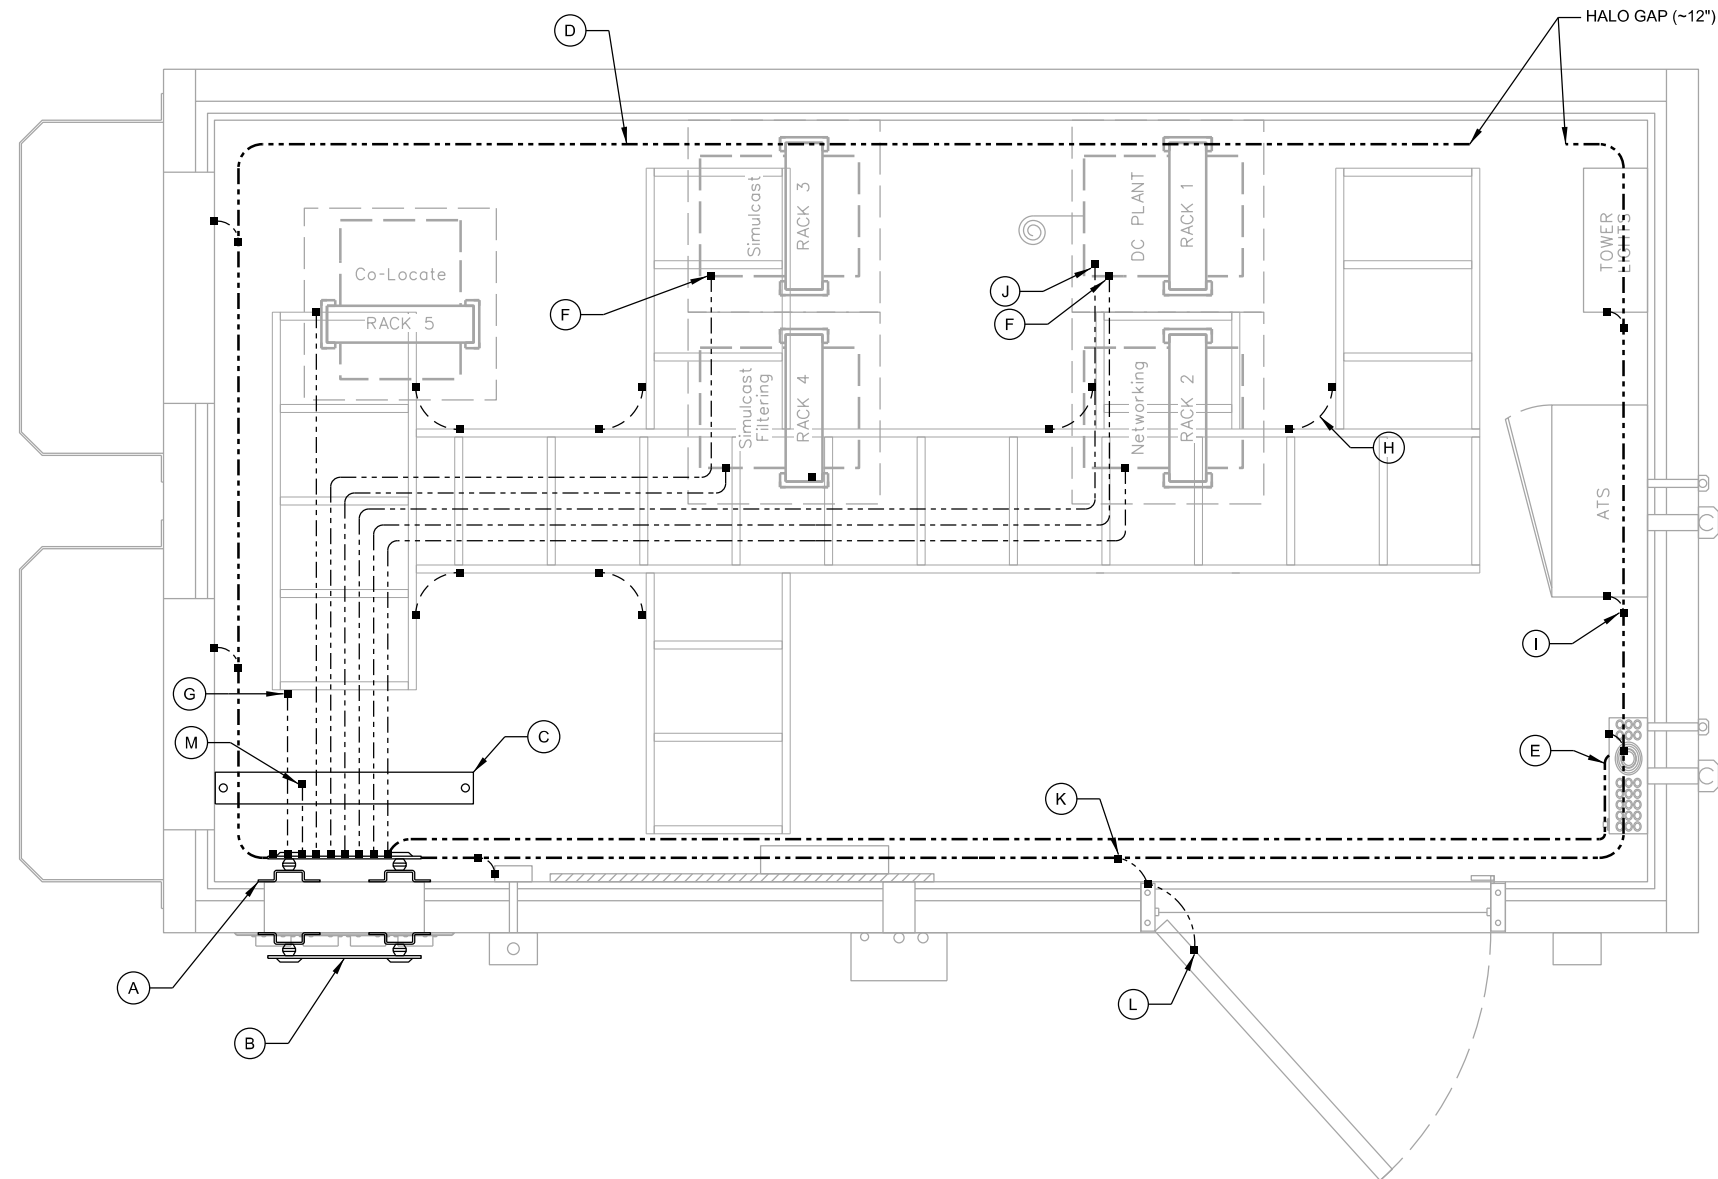 HALO GAP (~12")
D
Simulcast
RACK 3
DC PLANT
RACK 1
TOWER
LIGHTS
Co-Locate
RACK 5
F
J
F
Simulcast
Filtering
RACK 4
Networking
RACK 2
H
ATS
I
G
M
C
E
K
A
L
B